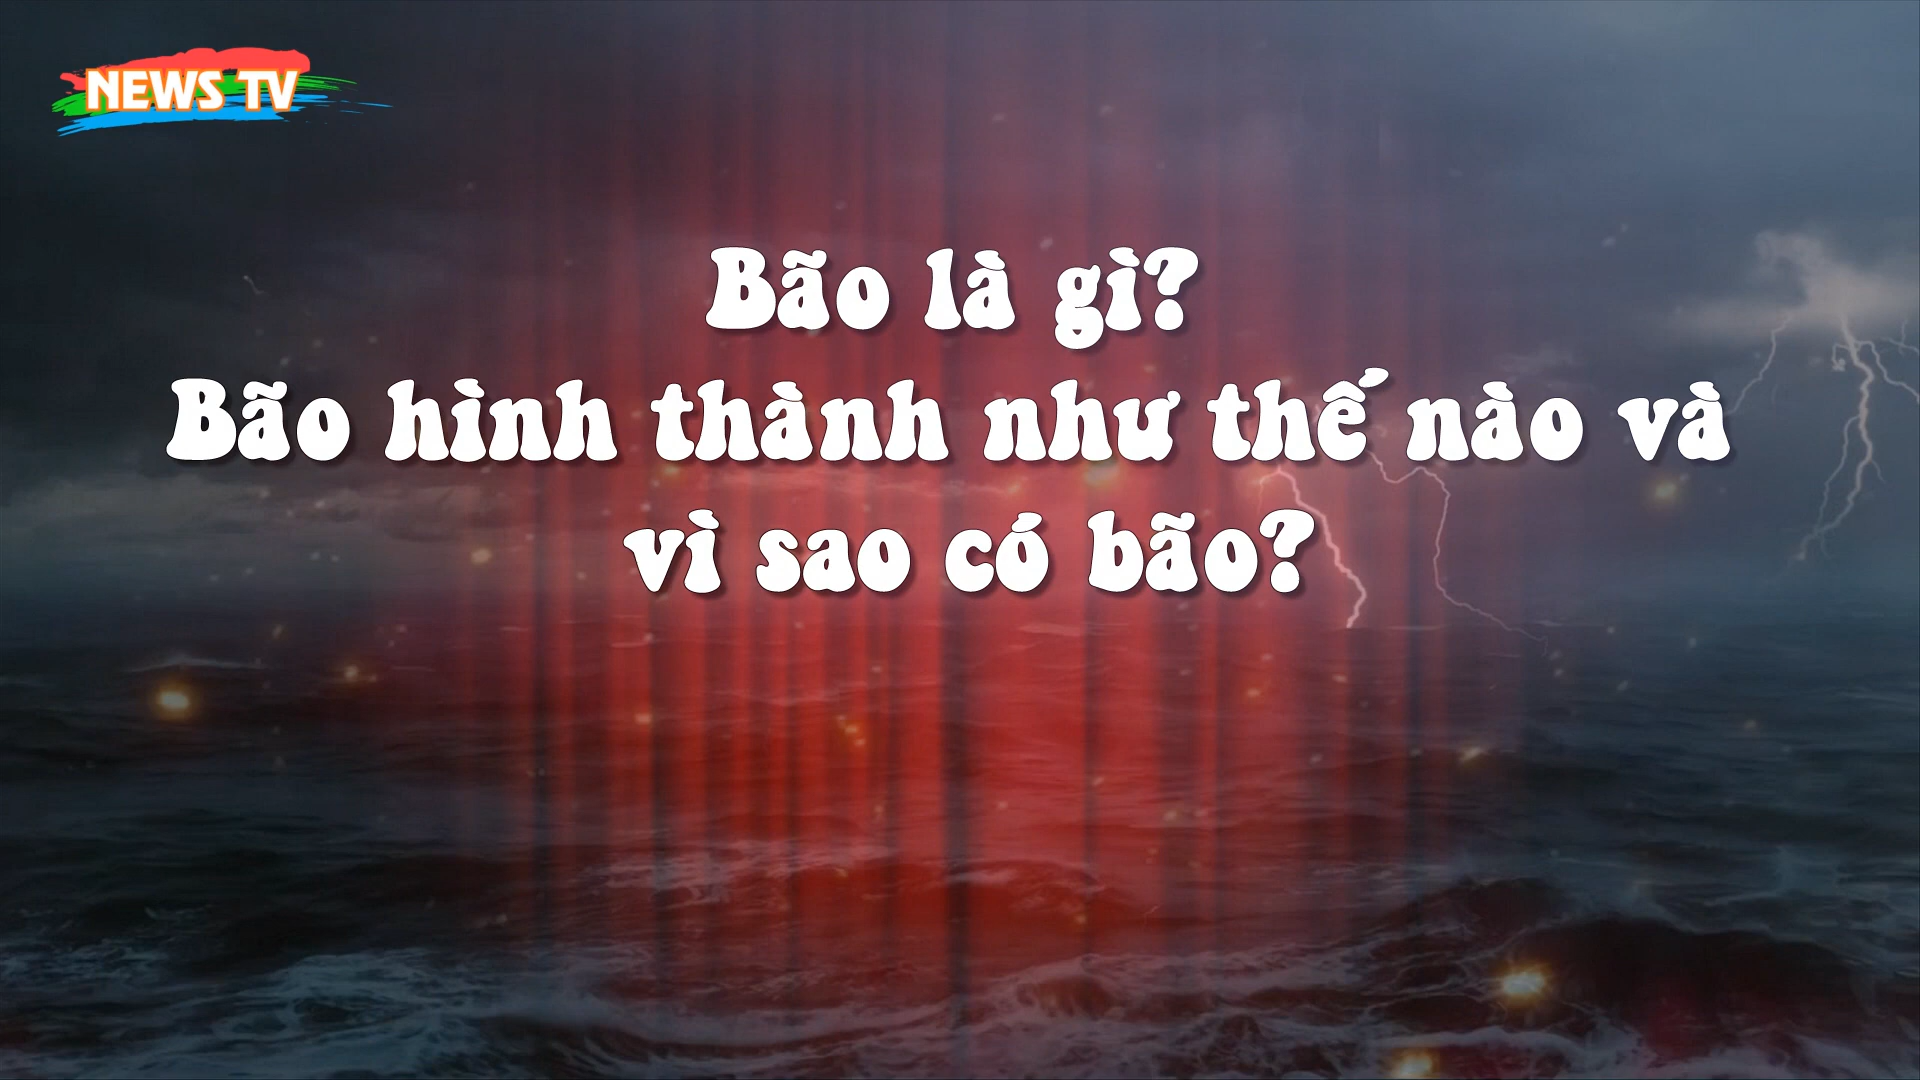 NEWS TV
Bão là gì?
Bão hình thành như thế nào và
vì sao có bão?